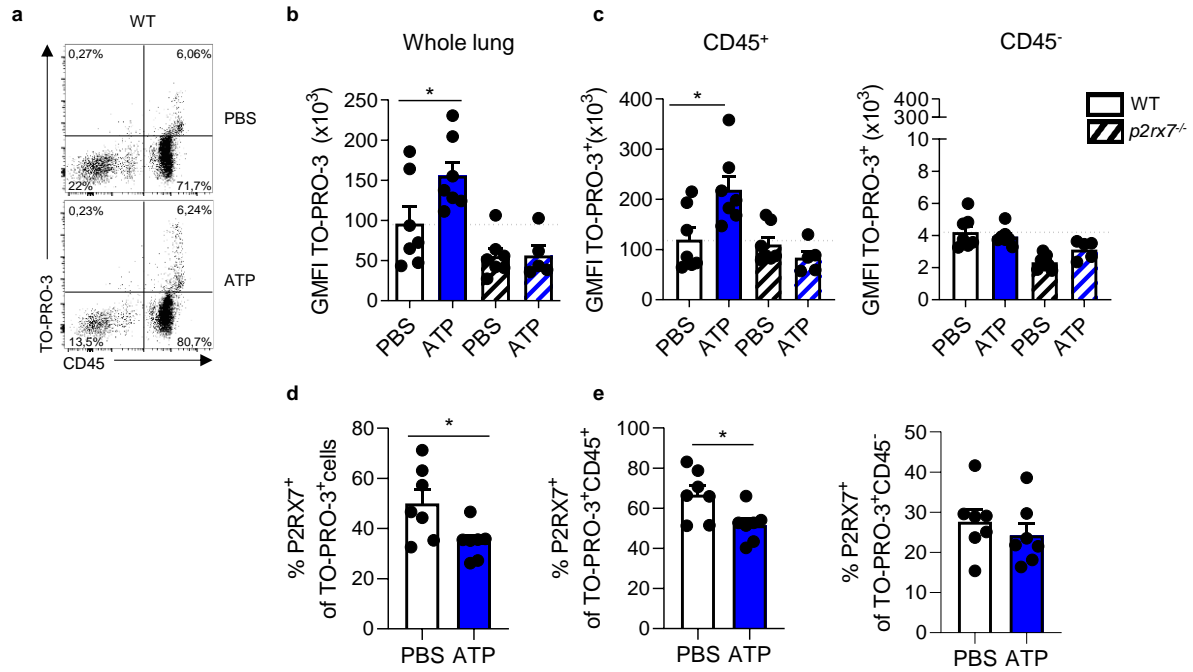 a
WT
0,27%
6,06%
22%
71,7%
PBS
0,23%
6,24%
13,5%
80,7%
ATP
TO-PRO-3
CD45
b
Whole lung
GMFI TO-PRO-3 (x10³)
250
200
150
100
50
0
*
PBS
ATP
PBS
ATP
c
CD45⁺
GMFI TO-PRO-3⁺(x10³)
400
300
200
100
0
*
PBS
ATP
PBS
ATP
CD45⁻
GMFI TO-PRO-3⁺ (x10³)
400
300
10
8
6
4
2
0
PBS
ATP
PBS
ATP
WT
p2rx7⁻/⁻
d
% P2RX7⁺
of TO-PRO-3⁺cells
80
60
40
20
0
*
PBS ATP
e
% P2RX7⁺
of TO-PRO-3⁺CD45⁺
100
80
60
40
20
0
*
PBS ATP
% P2RX7⁺
of TO-PRO-3⁺CD45⁻
50
40
30
20
10
0
PBS ATP